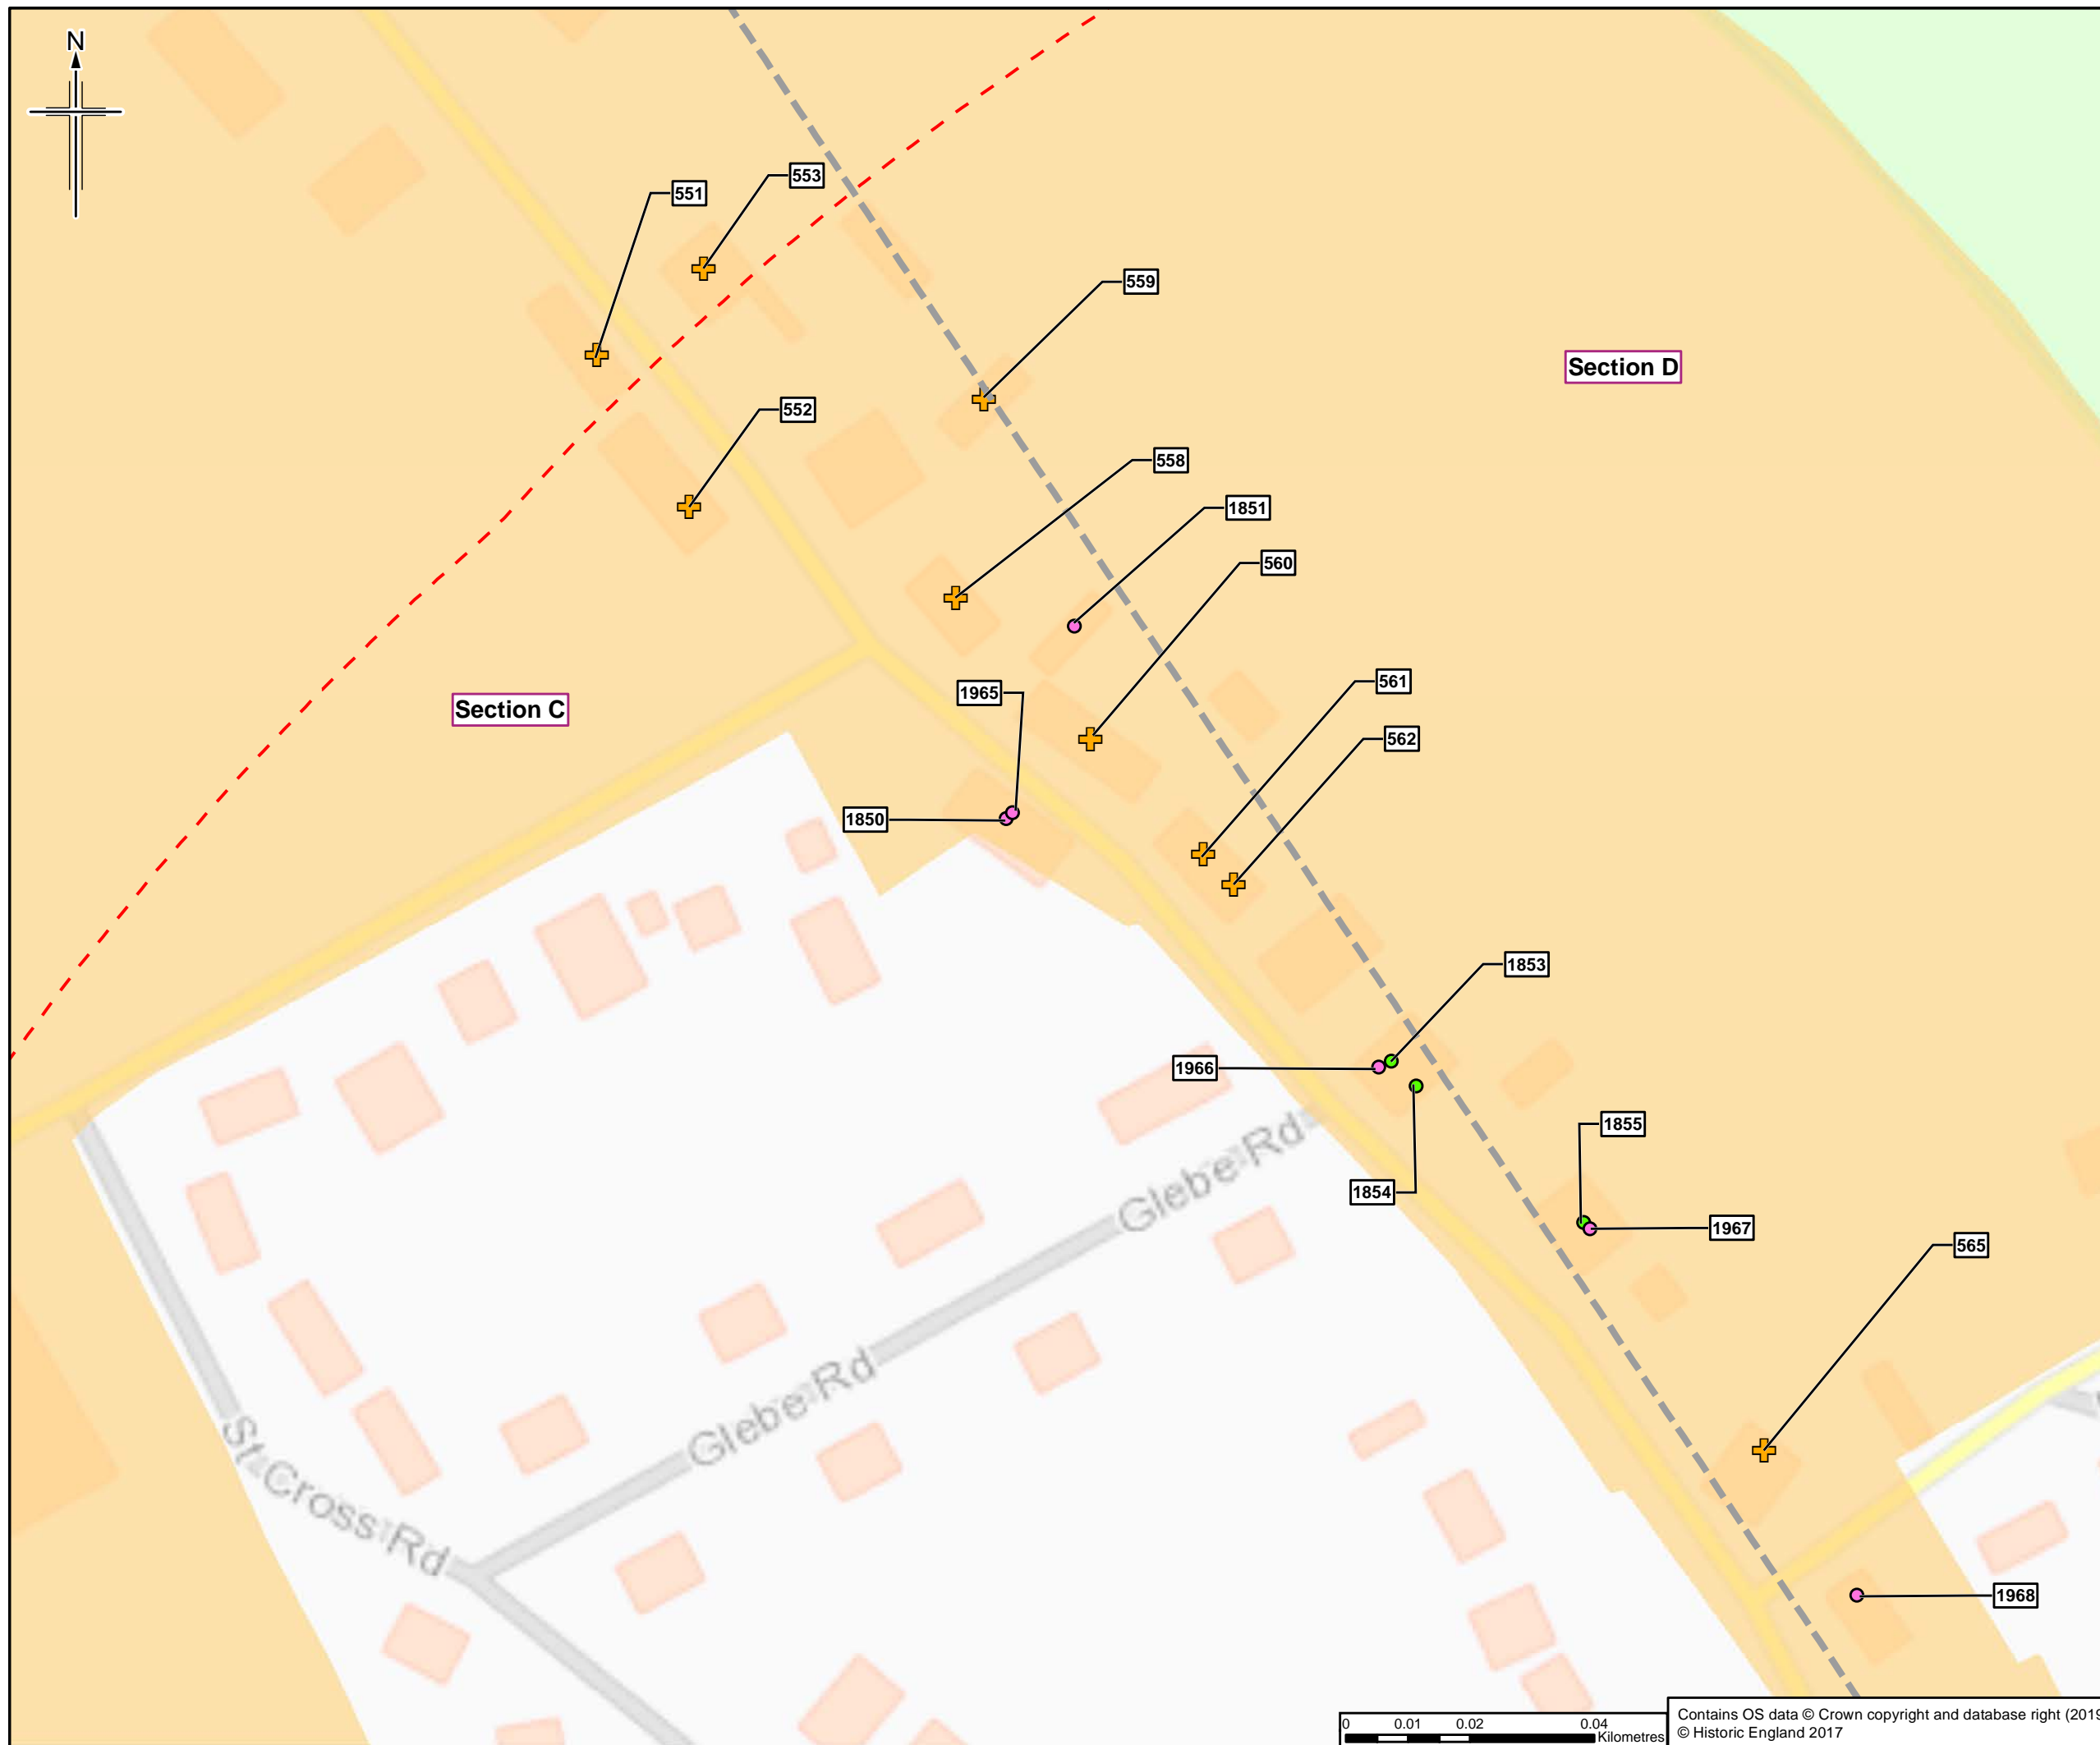 N
553
551
559
Section D
552
558
1851
560
561
1965
Section C
562
1850
1853
1966
1855
Glebe Rd
1854
1967
565
Glebe Rd
St Cross Rd
1968
0 0.01 0.02 0.04
Kilometres
Contains OS data © Crown copyright and database right (2019
© Historic England 2017